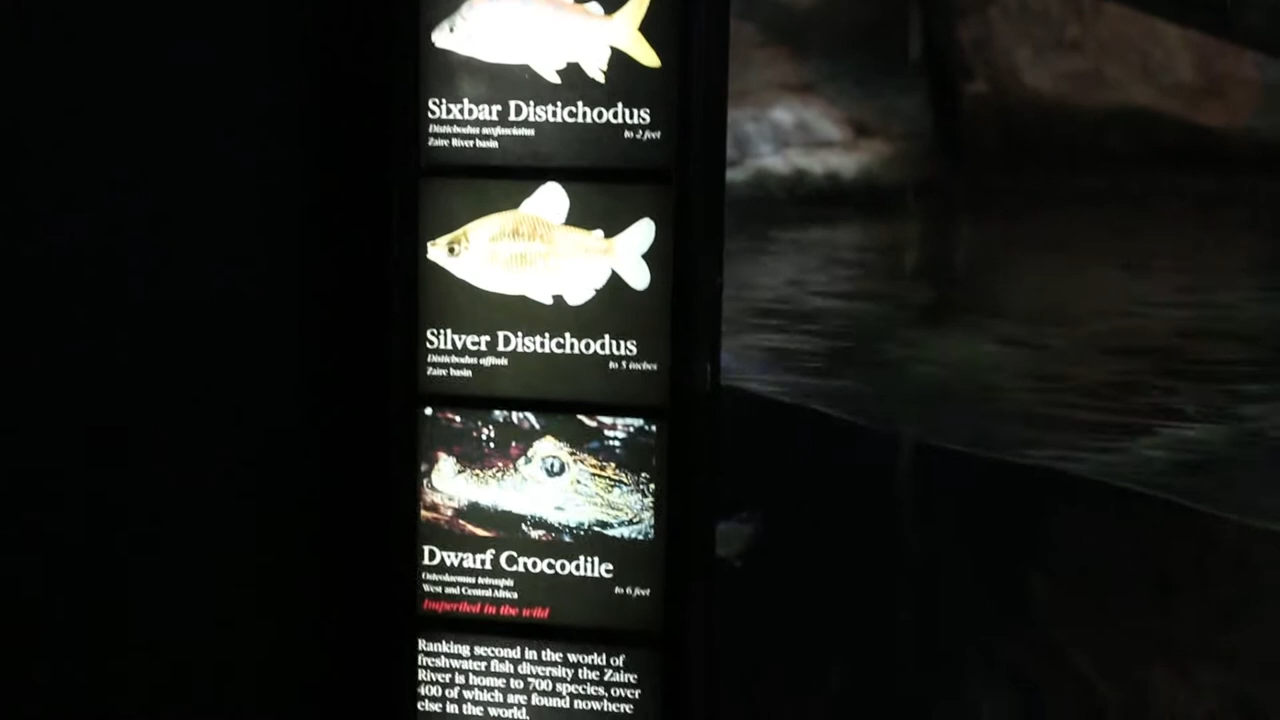 Sixbar Distichodus
Distichodus sexfasciatus
to 2 feet
Zaire River basin
Silver Distichodus
Distichodus affinis
to 5 inches
Zaire basin
Dwarf Crocodile
Osteolaemus tetraspis
West and Central Africa
to 6 feet
Imperiled in the wild
Ranking second in the world of
freshwater fish diversity the Zaire
River is home to 700 species, over
400 of which are found nowhere
else in the world.